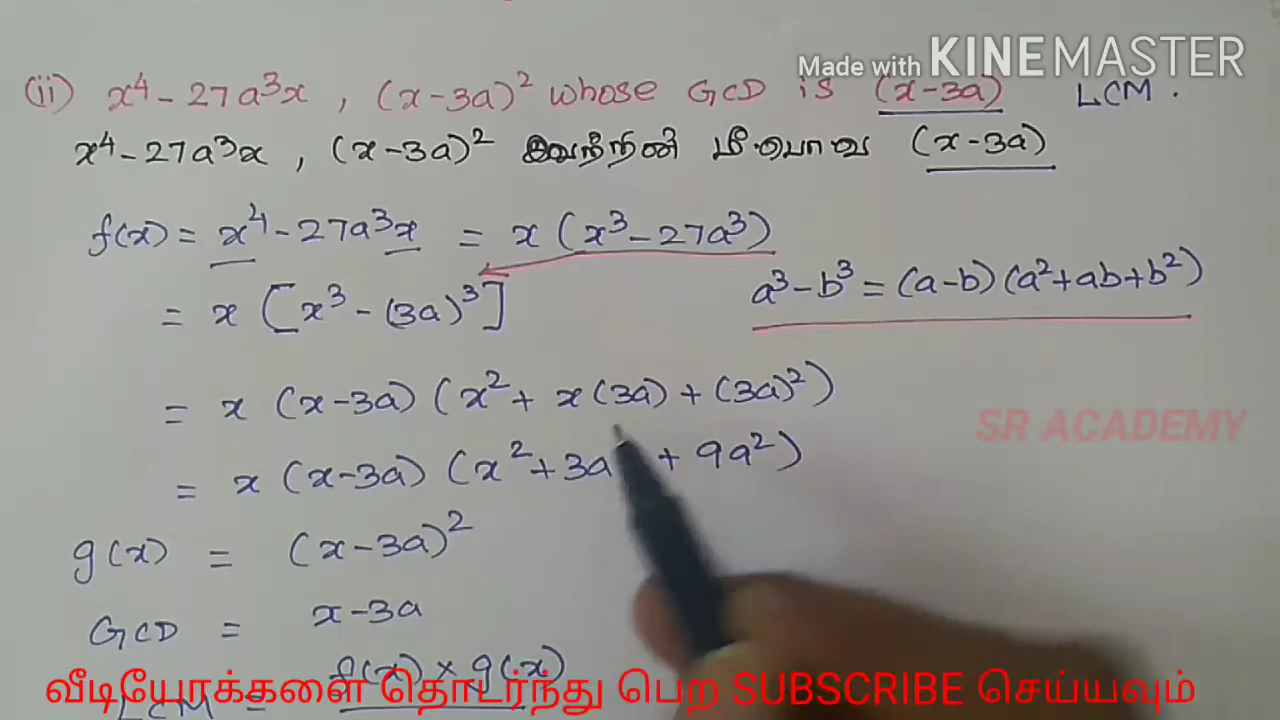 Made with KINEMASTER
(ii) x⁴ - 27a³x , (x-3a)² whose GCD is (x-3a) LCM .
x⁴ - 27a³x , (x-3a)² இவற்றின் மீ.பொ.வ (x-3a)
f(x) = x⁴ - 27a³x = x (x³ - 27a³)
= x [x³ - (3a)³]
a³ - b³ = (a-b) (a² + ab + b²)
= x (x-3a) (x² + x(3a) + (3a)²)
SR ACADEMY
= x (x-3a) (x² + 3a + 9a²)
g(x) = (x-3a)²
GCD = x-3a
f(x) × g(x)
LCM =
வீடியோக்களை தொடர்ந்து பெற SUBSCRIBE செய்யவும்